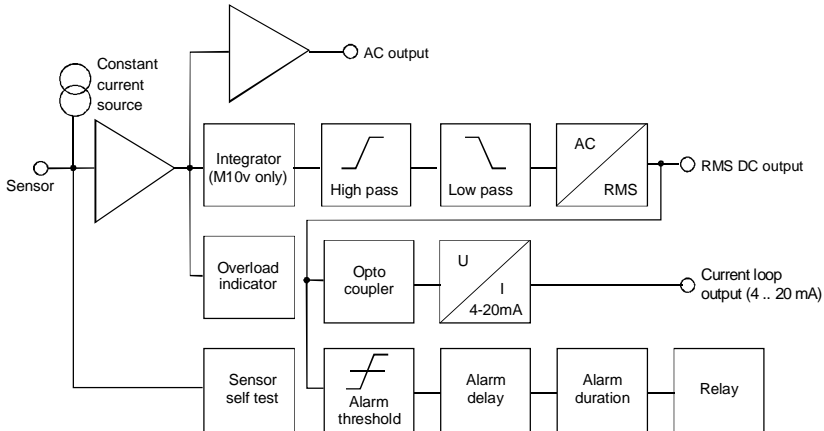 Constant
current
source
AC output
Sensor
Integrator
(M10v only)
High pass
Low pass
AC
RMS
RMS DC output
Overload
indicator
Opto
coupler
U
I
4-20mA
Current loop
output (4 .. 20 mA)
Sensor
self test
Alarm
threshold
Alarm
delay
Alarm
duration
Relay